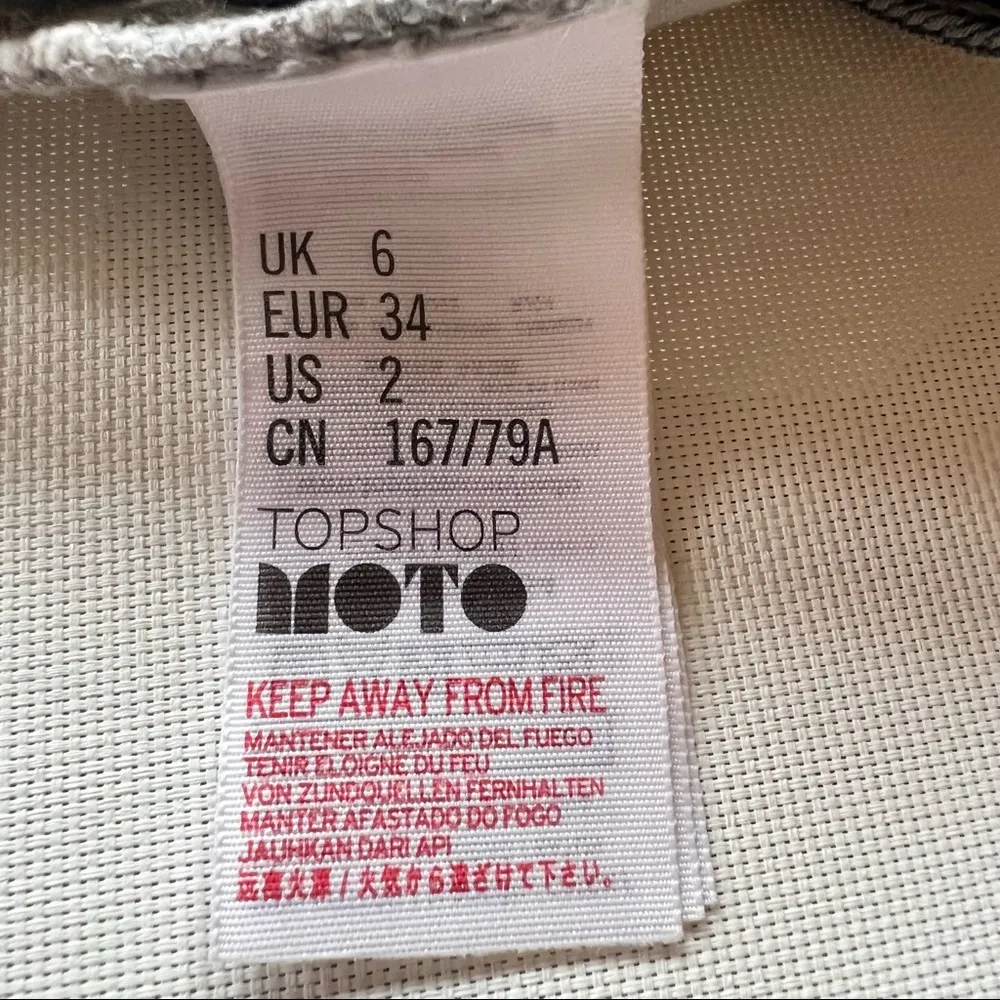 UK 6
EUR 34
US 2
CN 167/79A
TOPSHOP
MOTO
KEEP AWAY FROM FIRE
MANTENER ALEJADO DEL FUEGO
TENIR ELOIGNE DU FEU
VON ZUNDQUELLEN FERNHALTEN
MANTER AFASTADO DO FOGO
JAUHKAN DARI API
远离火源 / 火気から遠ざけて下さい。